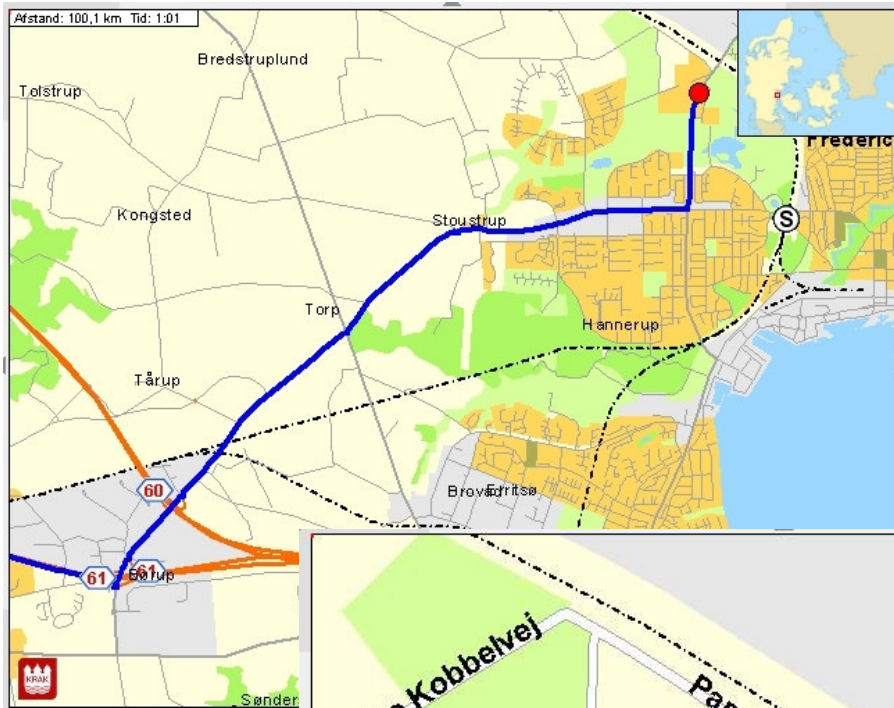 Afstand: 100,1 km Tid: 1:01
Bredstruplund
Tolstrup
Frederic
Kongsted
Stoustrup
S
Torp
Hannerup
Tårup
60
Brovad
Erritsø
61
61
Børup
KRAK
Sønder
Kobbelvej
Par